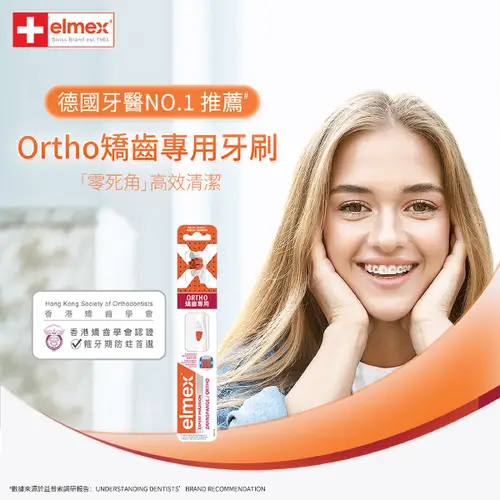 elmex®
Swiss Brand est.1963
德國牙醫NO.1 推薦#
Ortho矯齒專用牙刷
「零死角」高效清潔
Hong Kong Society of Orthodontists
香港矯齒學會
香港矯齒學會認證
箍牙期防蛀首選
ORTHO
矯齒專用
elmex
*數據來源於益普索調研報告：UNDERSTANDING DENTISTS' BRAND RECOMMENDATION